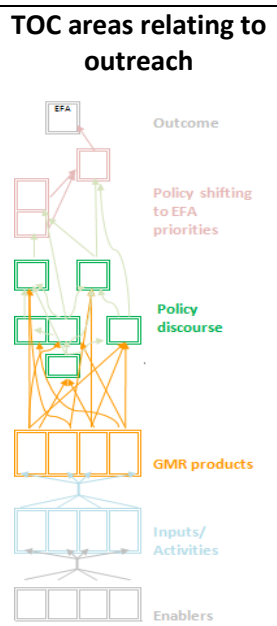 TOC areas relating to
outreach
EFA
Outcome
Policy shifting
to EFA
priorities
Policy
discourse
GMR products
Inputs/
Activities
Enablers